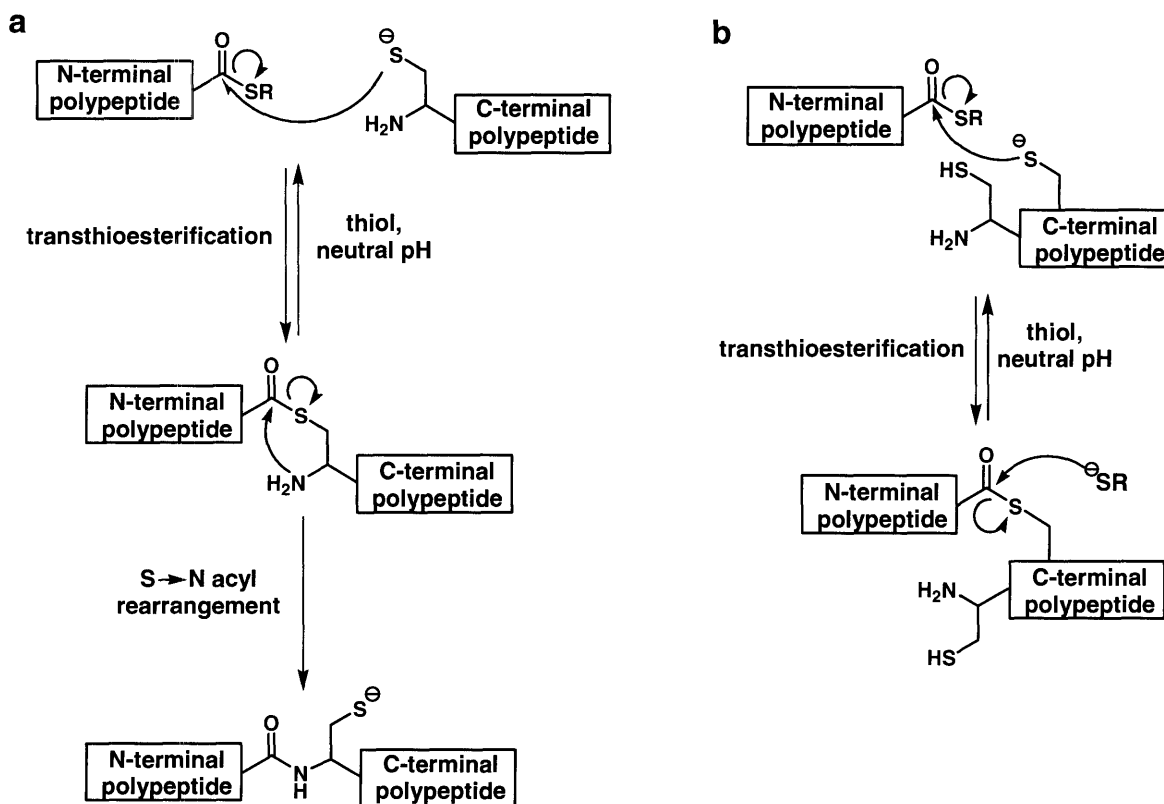 a
O
⊖
S
N-terminal
polypeptide
SR
H₂N
C-terminal
polypeptide
transthioesterification
thiol,
neutral pH
O
N-terminal
polypeptide
S
H₂N
C-terminal
polypeptide
S→N acyl
rearrangement
S⊖
O
N-terminal
polypeptide
N
H
C-terminal
polypeptide
b
O
N-terminal
polypeptide
SR
⊖
S
HS
H₂N
C-terminal
polypeptide
transthioesterification
thiol,
neutral pH
O
⊖SR
N-terminal
polypeptide
S
H₂N
C-terminal
polypeptide
HS